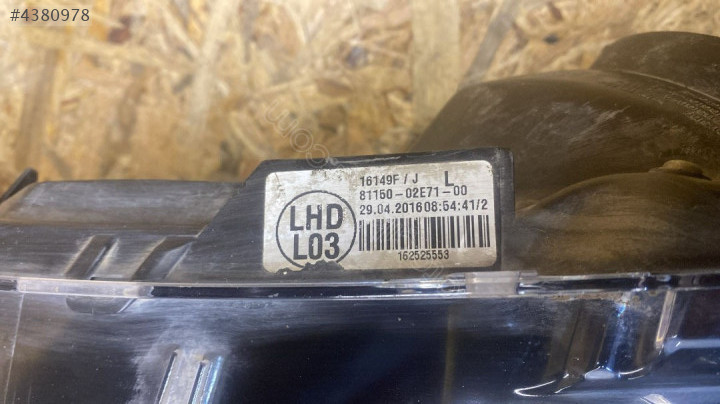 #4380978
16149F / J L
81150-02E71-00
29.04.2016 08:54:41/2
LHD
L03
162525553